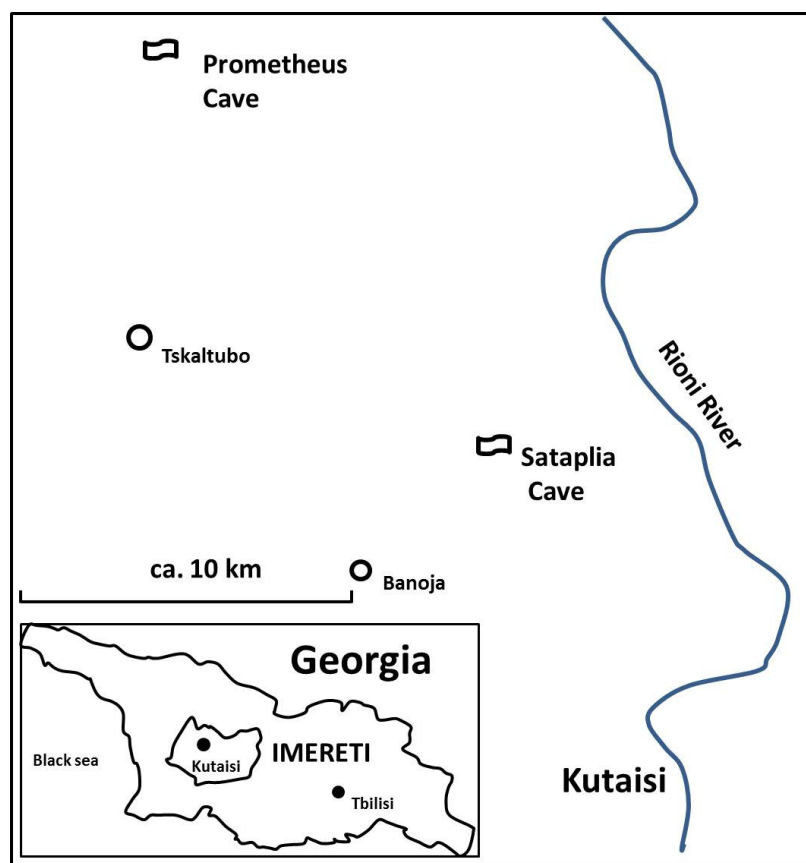 Prometheus
Cave
Tskaltubo
Rioni River
Sataplia
Cave
ca. 10 km
Banoja
Georgia
Black sea
Kutaisi
IMERETI
Tbilisi
Kutaisi